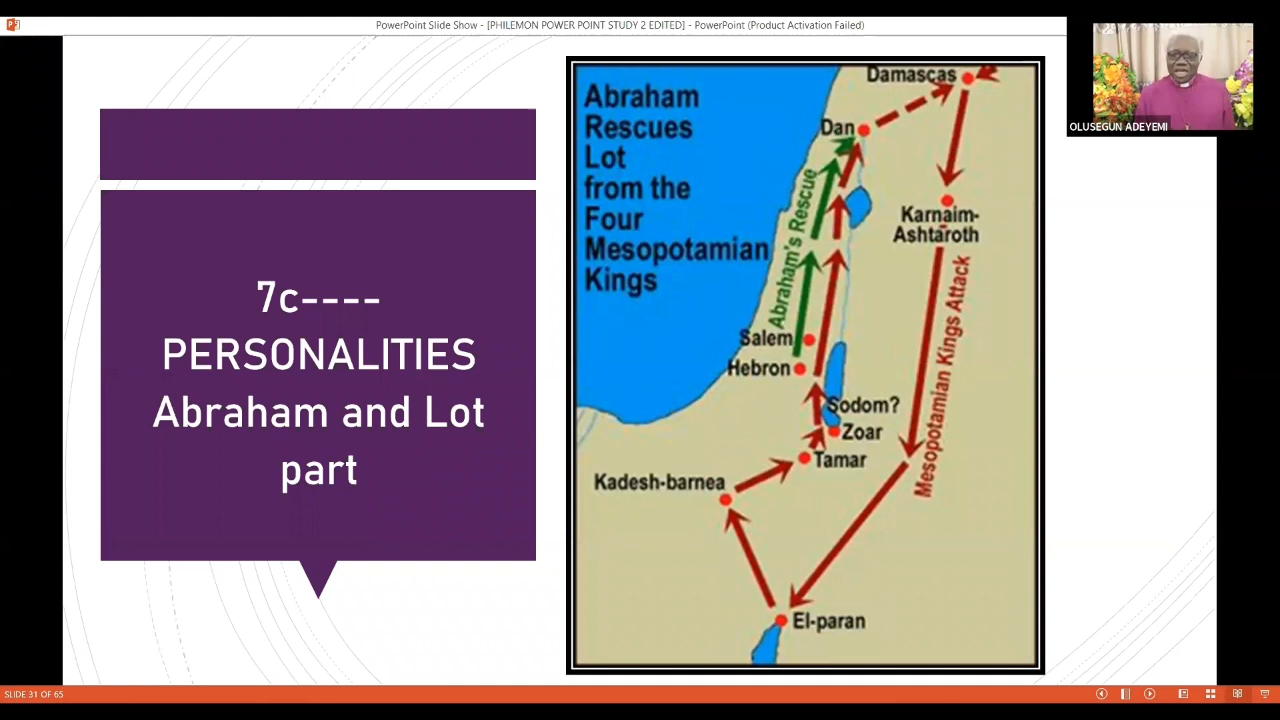 PowerPoint Slide Show - [PHILEMON POWER POINT STUDY 2 EDITED] - PowerPoint (Product Activation Failed)
OLUSEGUN ADEYEMI
7c----
PERSONALITIES
Abraham and Lot
part
Abraham
Rescues
Lot
from the
Four
Mesopotamian
Kings
Damascas
Dan
Karnaim-
Ashtaroth
Abraham's Rescue
Mesopotamian Kings Attack
Salem
Hebron
Sodom?
Zoar
Tamar
Kadesh-barnea
El-paran
SLIDE 31 OF 65